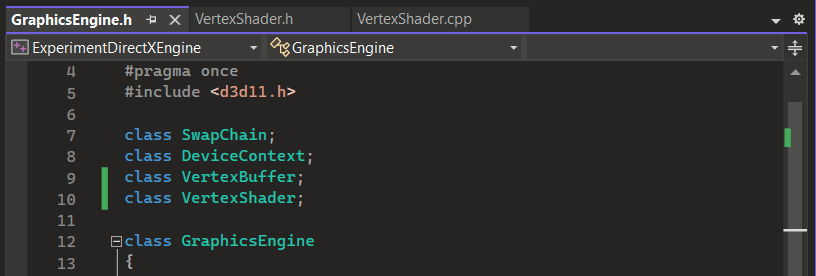 GraphicsEngine.h VertexShader.h VertexShader.cpp
ExperimentDirectXEngine GraphicsEngine
4 #pragma once
5 #include <d3d11.h>
6
7 class SwapChain;
8 class DeviceContext;
9 class VertexBuffer;
10 class VertexShader;
11
12 class GraphicsEngine
13 {